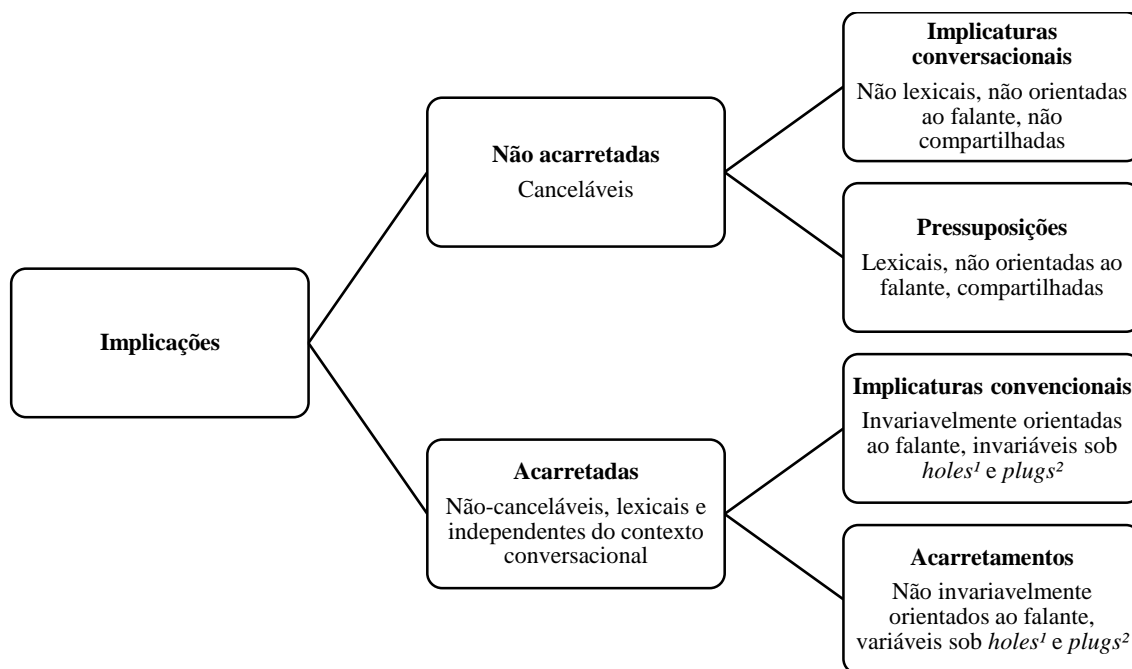 Implicações
Não acarretadas
Canceláveis
Implicaturas
conversacionais
Não lexicais, não orientadas
ao falante, não
compartilhadas
Pressuposições
Lexicais, não orientadas ao
falante, compartilhadas
Acarretadas
Não-canceláveis, lexicais e
independentes do contexto
conversacional
Implicaturas convencionais
Invariavelmente orientadas
ao falante, invariáveis sob
holes¹ e plugs²
Acarretamentos
Não invariavelmente
orientados ao falante,
variáveis sob holes¹ e plugs²